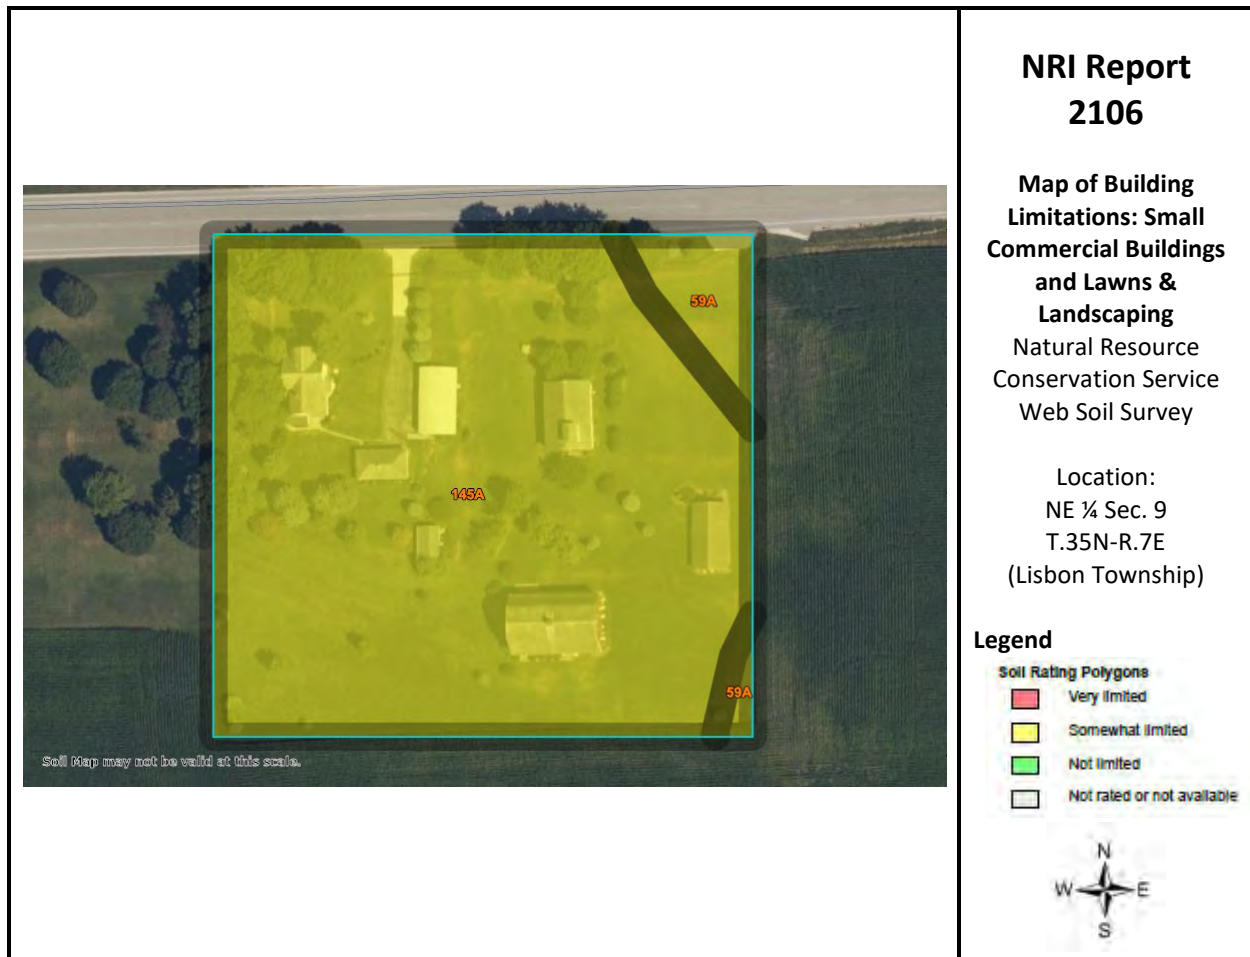 NRI Report
2106
Map of Building
Limitations: Small
Commercial Buildings
and Lawns &
Landscaping
Natural Resource
Conservation Service
Web Soil Survey
Location:
NE ¼ Sec. 9
T.35N-R.7E
(Lisbon Township)
Legend
Soil Rating Polygons
Very limited
Somewhat limited
Not limited
Not rated or not available
N
W E
S
59A
145A
59A
Soil Map may not be valid at this scale.